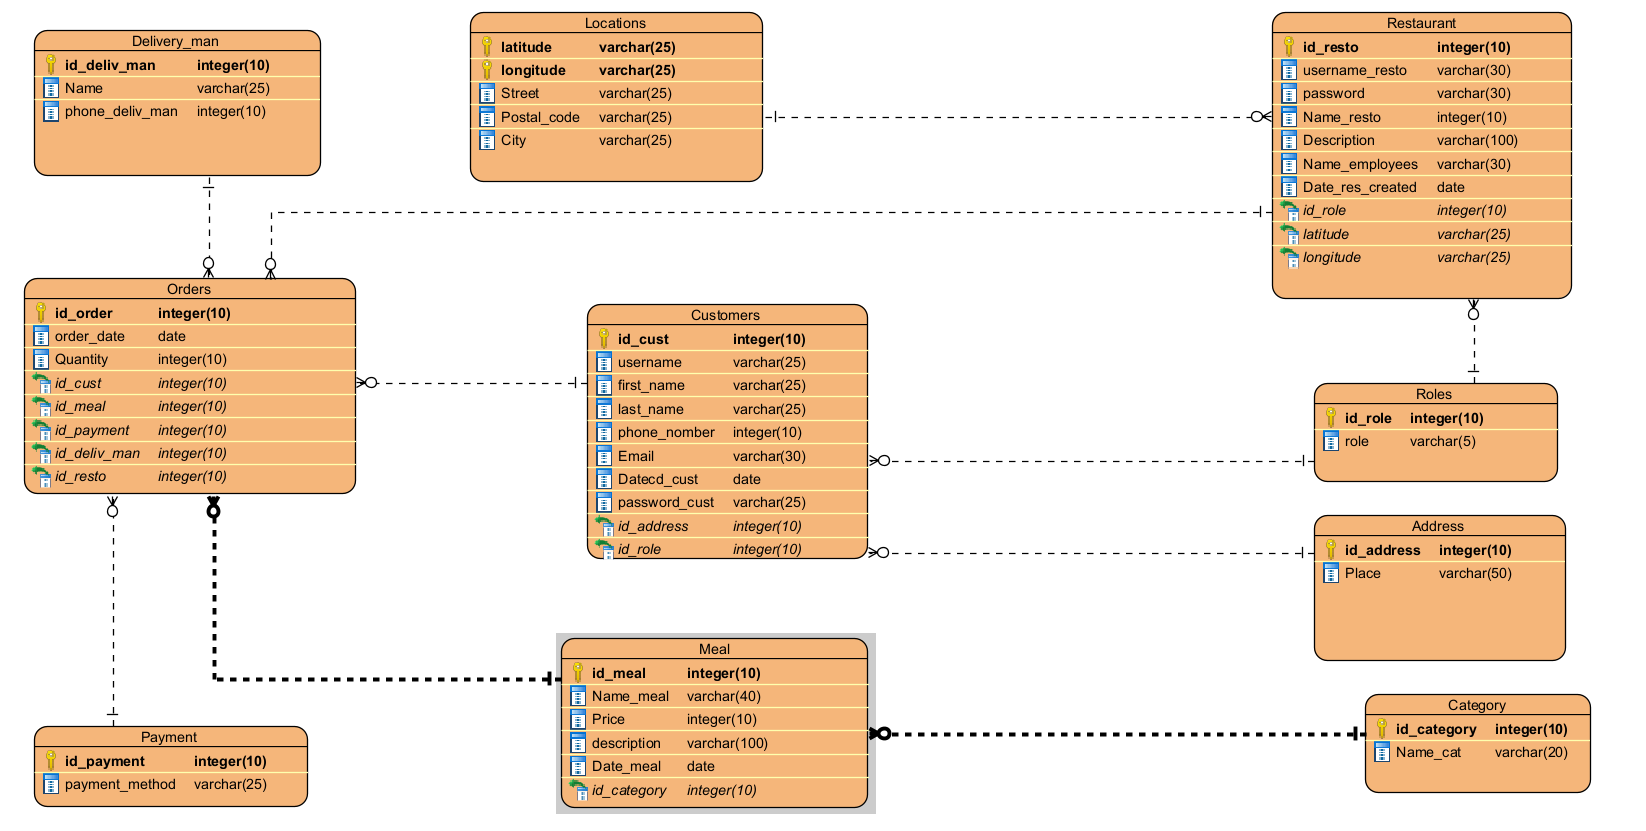 Delivery_man
id_deliv_man integer(10)
Name varchar(25)
phone_deliv_man integer(10)
Locations
latitude varchar(25)
longitude varchar(25)
Street varchar(25)
Postal_code varchar(25)
City varchar(25)
Restaurant
id_resto integer(10)
username_resto varchar(30)
password varchar(30)
Name_resto integer(10)
Description varchar(100)
Name_employees varchar(30)
Date_res_created date
id_role integer(10)
latitude varchar(25)
longitude varchar(25)
Orders
id_order integer(10)
order_date date
Quantity integer(10)
id_cust integer(10)
id_meal integer(10)
id_payment integer(10)
id_deliv_man integer(10)
id_resto integer(10)
Customers
id_cust integer(10)
username varchar(25)
first_name varchar(25)
last_name varchar(25)
phone_nomber integer(10)
Email varchar(30)
Datecd_cust date
password_cust varchar(25)
id_address integer(10)
id_role integer(10)
Roles
id_role integer(10)
role varchar(5)
Address
id_address integer(10)
Place varchar(50)
Meal
id_meal integer(10)
Name_meal varchar(40)
Price integer(10)
description varchar(100)
Date_meal date
id_category integer(10)
Category
id_category integer(10)
Name_cat varchar(20)
Payment
id_payment integer(10)
payment_method varchar(25)